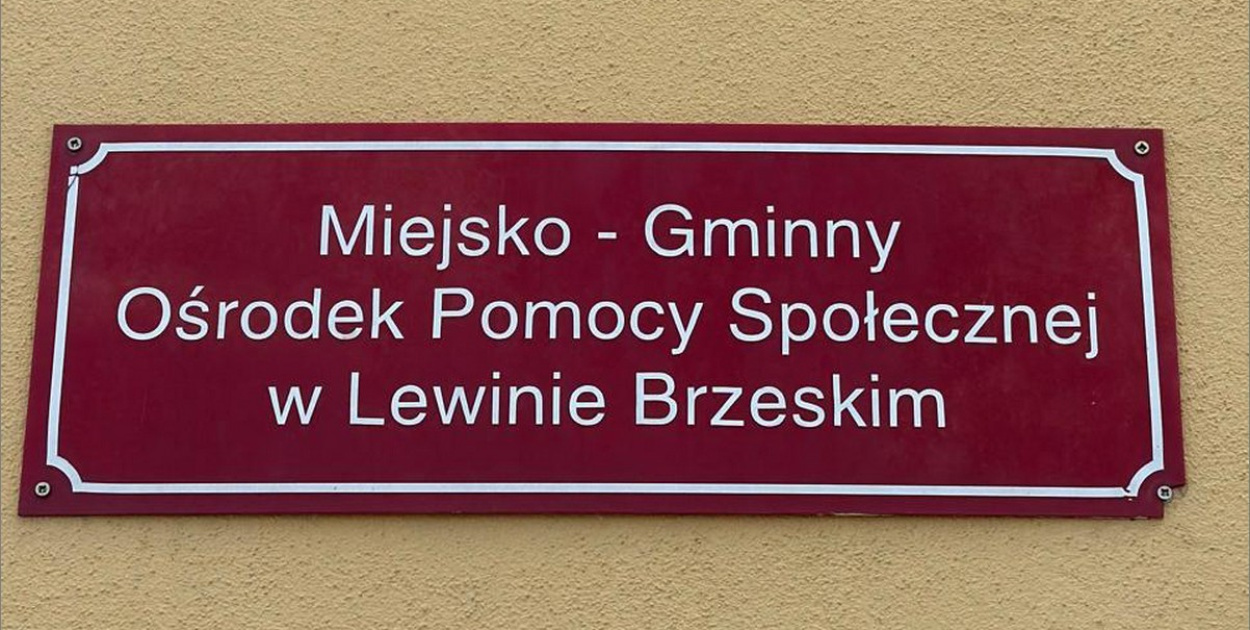 Miejsko - Gminny
Ośrodek Pomocy Społecznej
w Lewinie Brzeskim